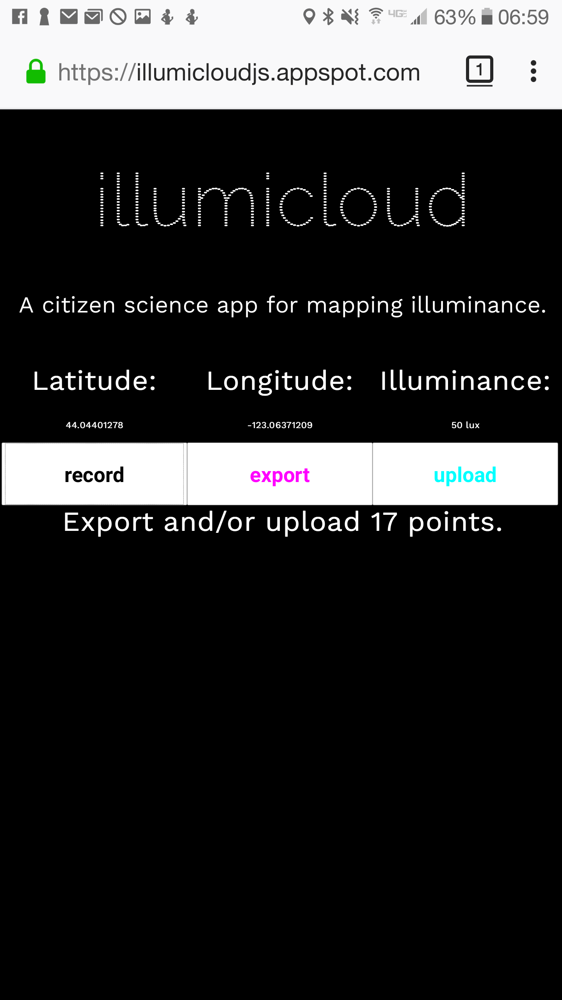 63% 06:59
https://illumicloudjs.appspot.com 1
illumicloud
A citizen science app for mapping illuminance.
Latitude: Longitude: Illuminance:
44.04401278 -123.06371209 50 lux
record export upload
Export and/or upload 17 points.